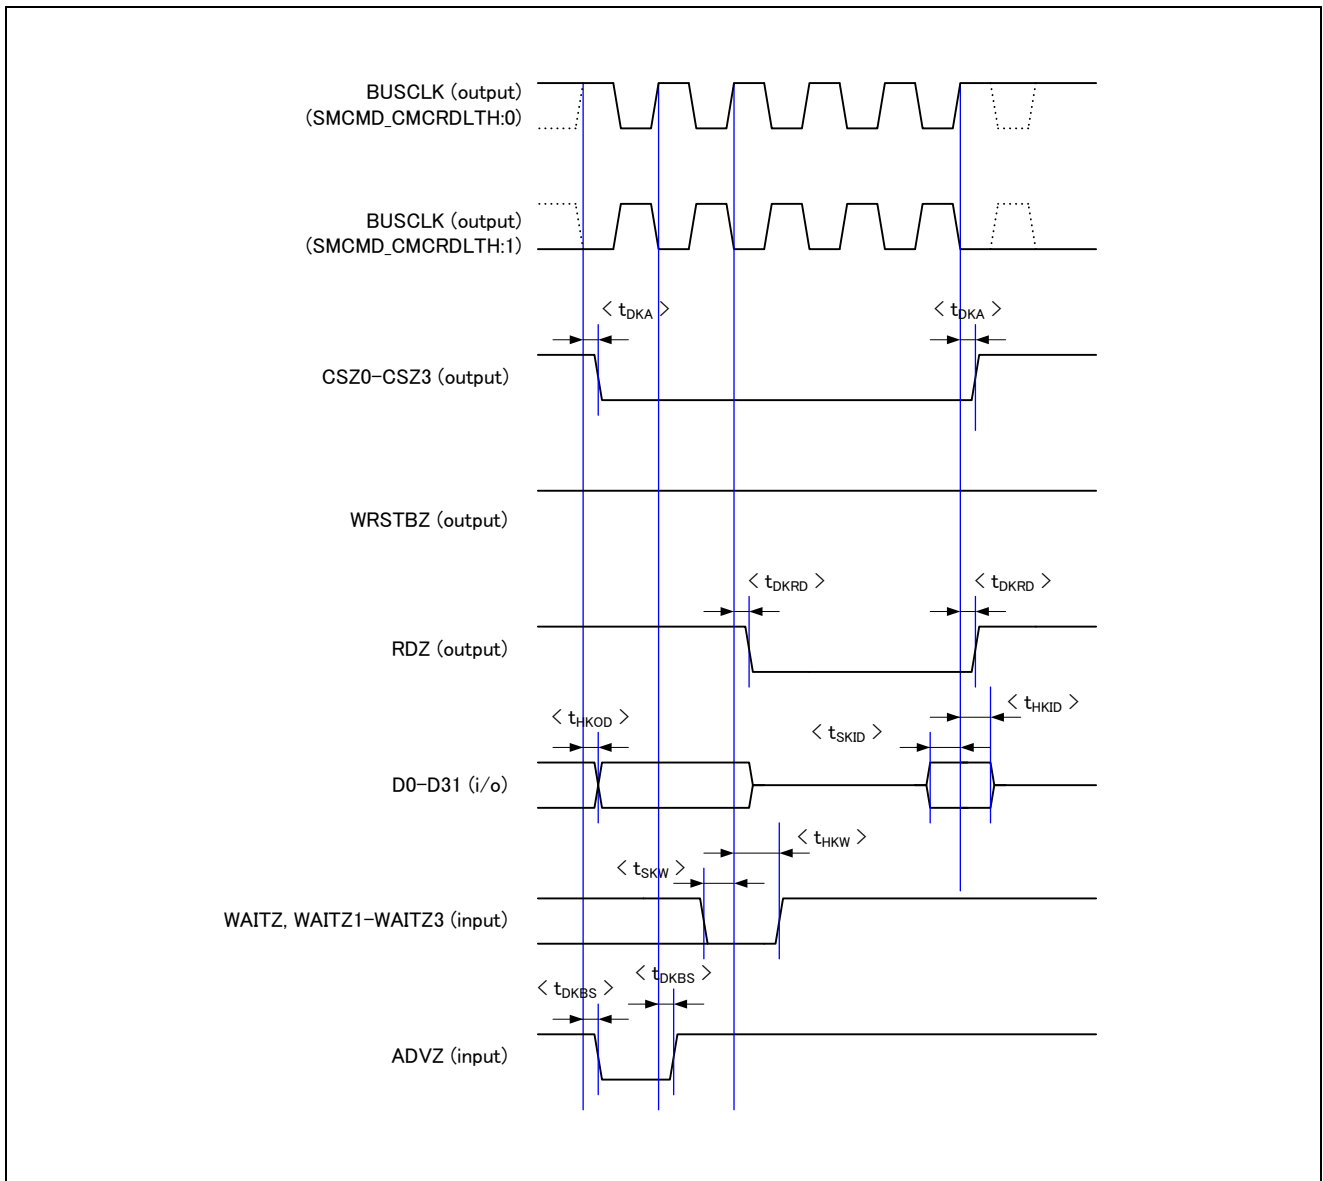 BUSCLK (output)
(SMCMD_CMCRDLTH:0)
BUSCLK (output)
(SMCMD_CMCRDLTH:1)
< tDKA >
< tDKA >
CSZ0-CSZ3 (output)
WRSTBZ (output)
< tDKRD >
< tDKRD >
RDZ (output)
< tHKID >
< tHKOD >
< tSKID >
D0-D31 (i/o)
< tHKW >
< tSKW >
WAITZ, WAITZ1-WAITZ3 (input)
< tDKBS >
< tDKBS >
ADVZ (input)